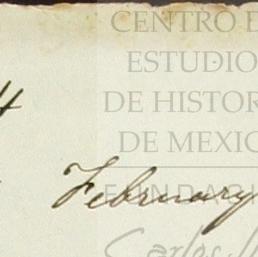 CENTRO D
ESTUDIO
DE HISTOR
DE MEXIC
February
Carlos